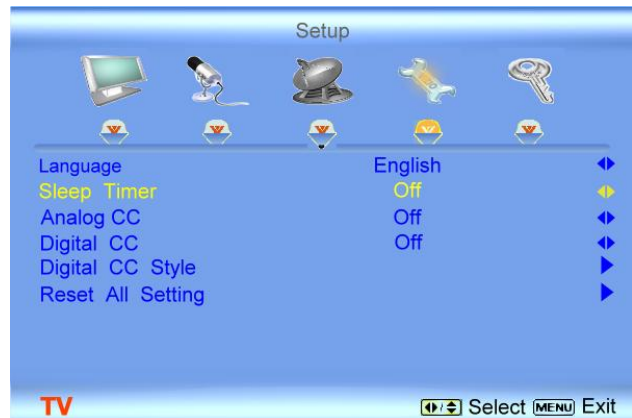 Setup
Language English
Sleep Timer Off
Analog CC Off
Digital CC Off
Digital CC Style
Reset All Setting
TV Select MENU Exit